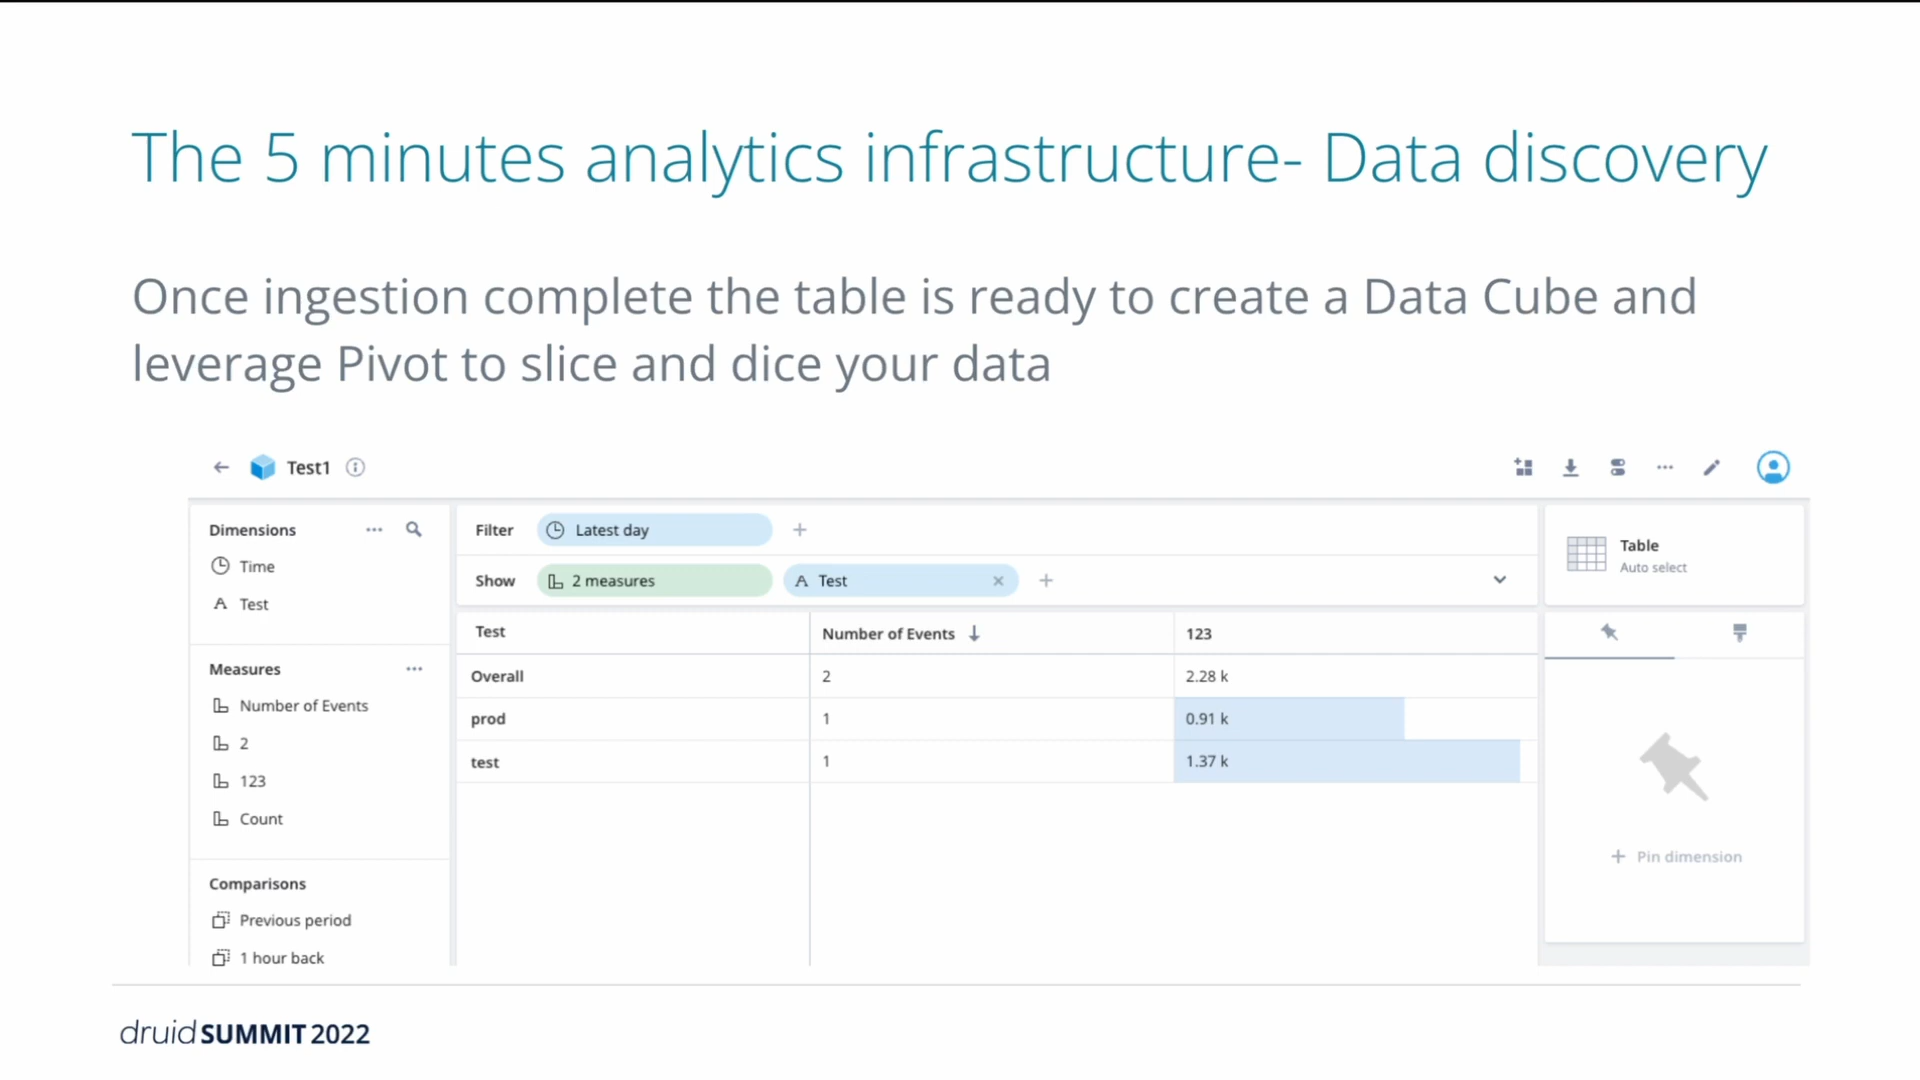 The 5 minutes analytics infrastructure- Data discovery
Once ingestion complete the table is ready to create a Data Cube and
leverage Pivot to slice and dice your data
Test1
Dimensions
Time
Test
Measures
Number of Events
2
123
Count
Comparisons
Previous period
1 hour back
Filter Latest day
Show 2 measures Test
Test Number of Events 123
Overall 2 2.28 k
prod 1 0.91 k
test 1 1.37 k
Table
Auto select
Pin dimension
druid SUMMIT 2022